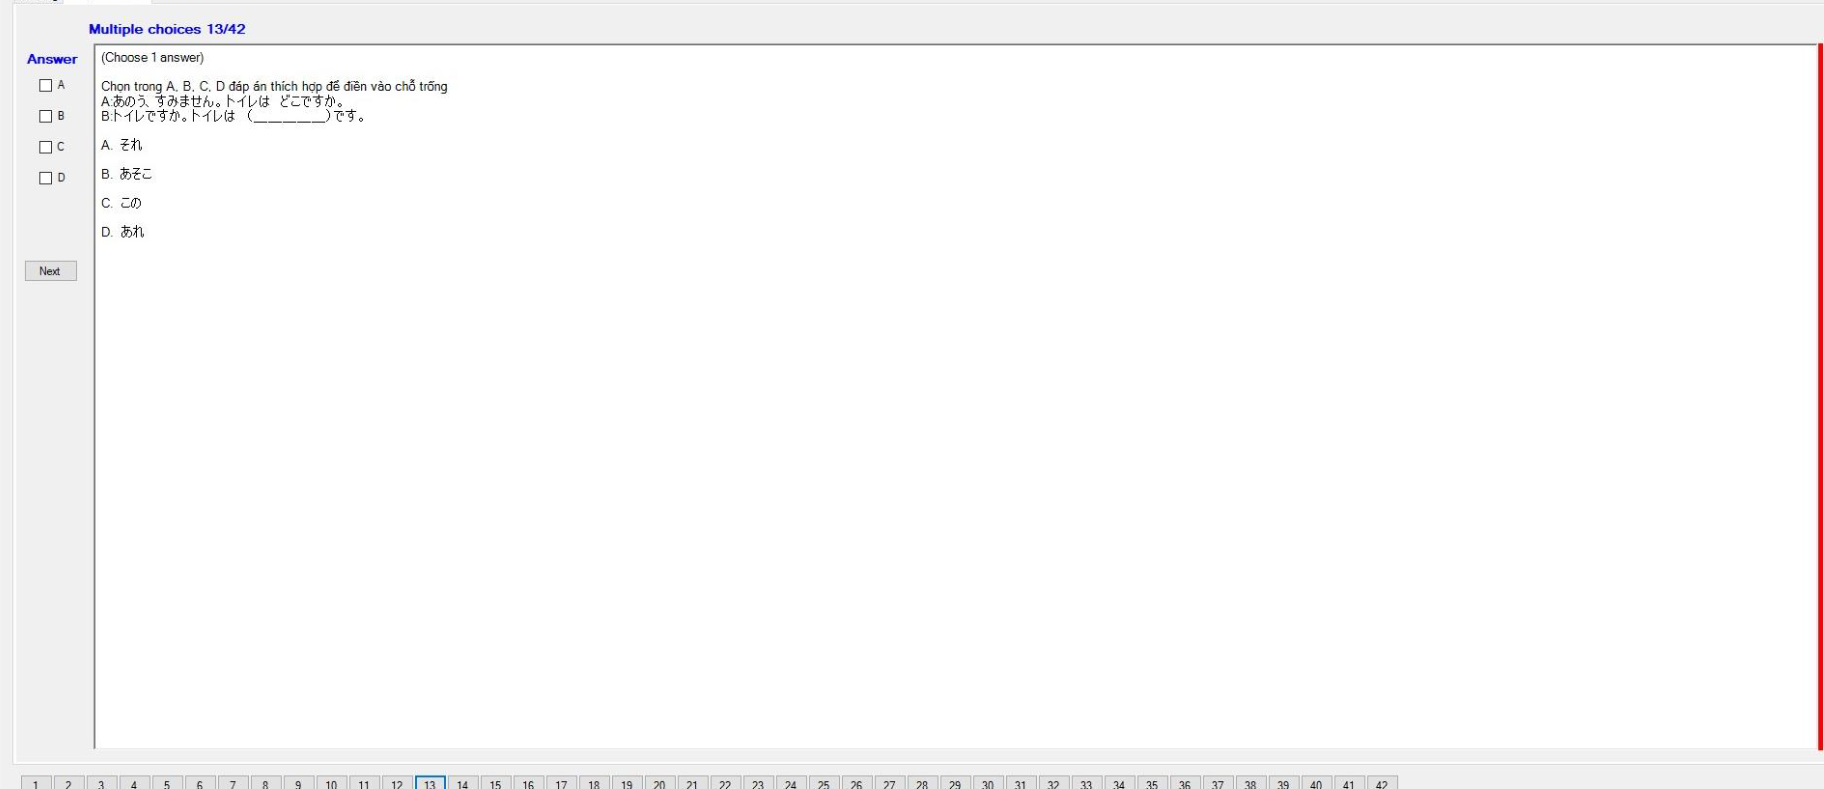 Multiple choices 13/42
Answer
A
B
C
D
Next
(Choose 1 answer)
Chọn trong A, B, C, D đáp án thích hợp để điền vào chỗ trống
A:あのう、すみません。トイレは どこですか。
B:トイレですか。トイレは (__________)です。
A. それ
B. あそこ
C. この
D. あれ
1 2 3 4 5 6 7 8 9 10 11 12 13 14 15 16 17 18 19 20 21 22 23 24 25 26 27 28 29 30 31 32 33 34 35 36 37 38 39 40 41 42